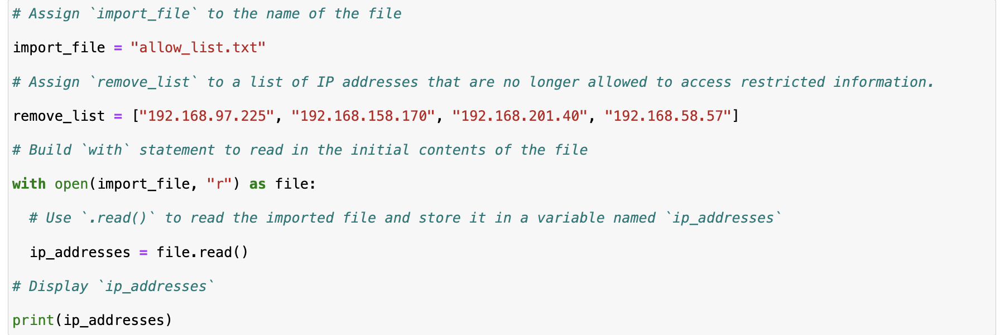 # Assign `import_file` to the name of the file
import_file = "allow_list.txt"
# Assign `remove_list` to a list of IP addresses that are no longer allowed to access restricted information.
remove_list = ["192.168.97.225", "192.168.158.170", "192.168.201.40", "192.168.58.57"]
# Build `with` statement to read in the initial contents of the file
with open(import_file, "r") as file:
  # Use `.read()` to read the imported file and store it in a variable named `ip_addresses`
  ip_addresses = file.read()
# Display `ip_addresses`
print(ip_addresses)